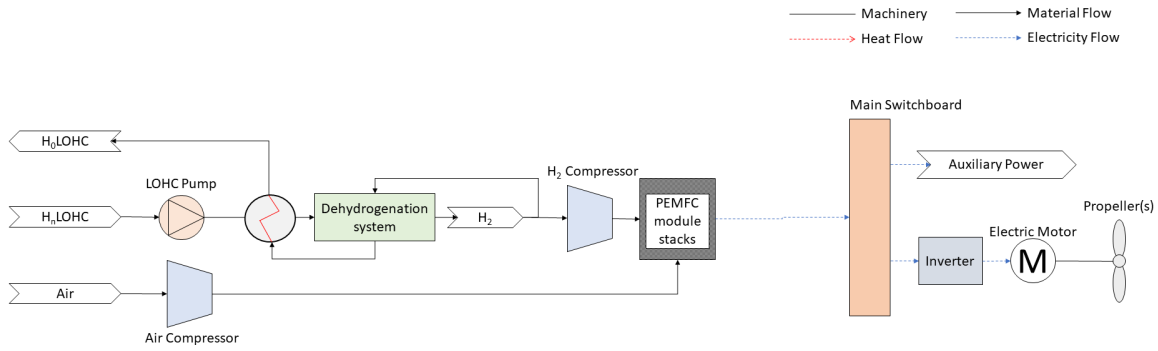 Machinery
Material Flow
Heat Flow
Electricity Flow
Main Switchboard
H₀LOHC
Auxiliary Power
H₂ Compressor
LOHC Pump
Dehydrogenation
system
PEMFC
module
stacks
HₙLOHC
H₂
Propeller(s)
Electric Motor
Inverter
M
Air
Air Compressor